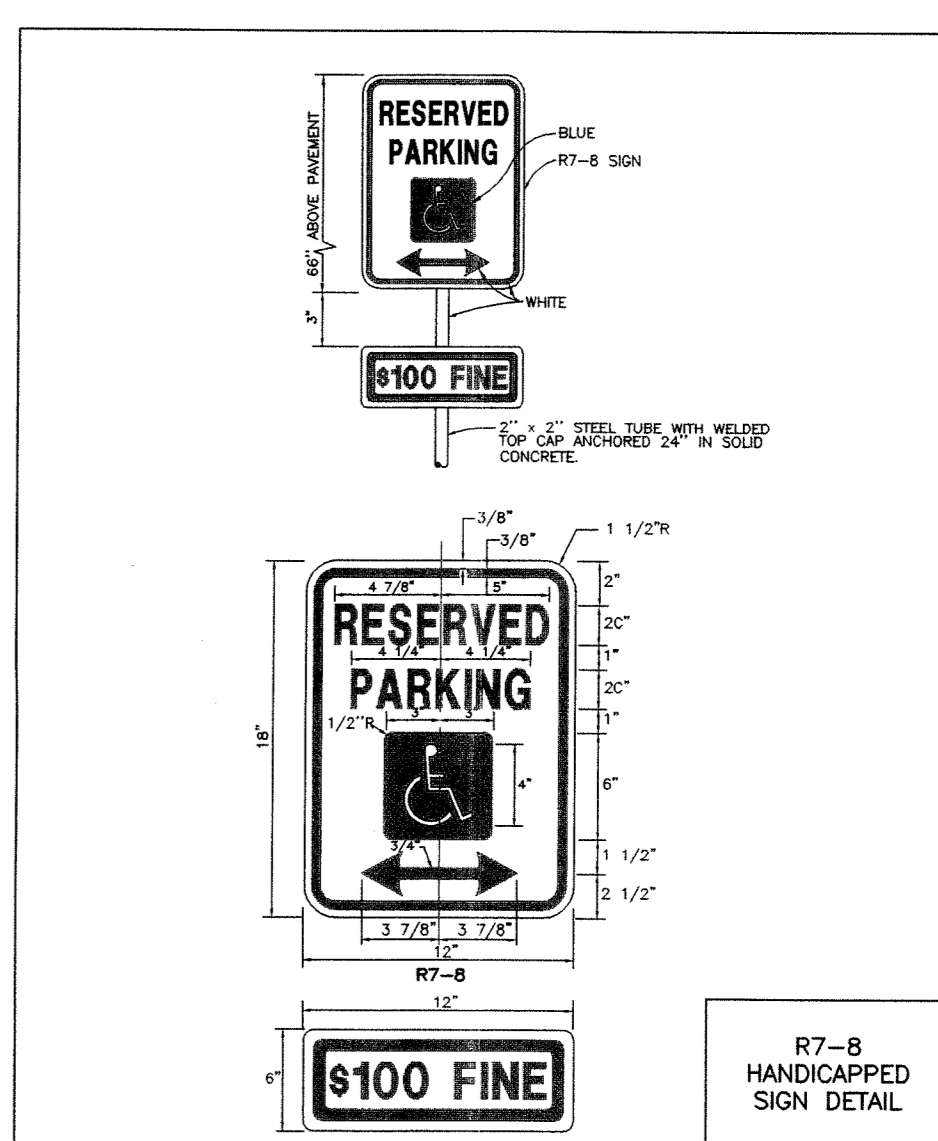 RESERVED
PARKING
BLUE
R7-8 SIGN
66" ABOVE PAVEMENT
WHITE
3"
$100 FINE
2" x 2" STEEL TUBE WITH WELDED
TOP CAP ANCHORED 24" IN SOLID
CONCRETE.
3/8"
3/8"
1 1/2"R
4 7/8" 5"
2"
RESERVED
2C"
4 1/4" 4 1/4"
1"
PARKING
2C"
3" 3"
1"
1/2"R
18"
4"
6"
3/4"
1 1/2"
2 1/2"
3 7/8" 3 7/8"
12"
R7-8
12"
6"
$100 FINE
R7-8
HANDICAPPED
SIGN DETAIL